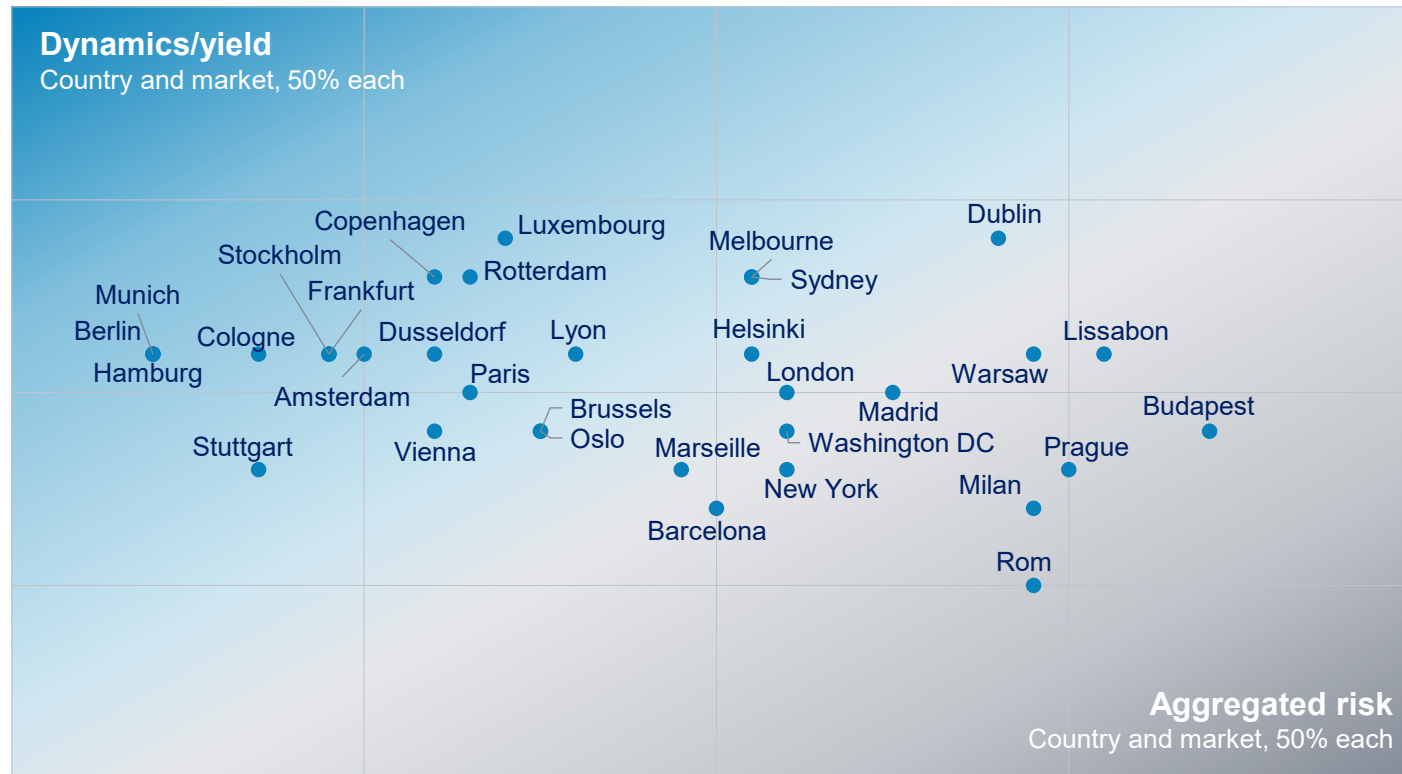 Dynamics/yield
Country and market, 50% each
Dublin
Copenhagen
Luxembourg
Melbourne
Stockholm
Rotterdam
Sydney
Munich
Frankfurt
Berlin
Cologne
Dusseldorf
Lyon
Helsinki
Lissabon
Hamburg
Paris
London
Warsaw
Amsterdam
Brussels
Madrid
Budapest
Stuttgart
Vienna
Oslo
Marseille
Washington DC
Prague
New York
Milan
Barcelona
Rom
Aggregated risk
Country and market, 50% each